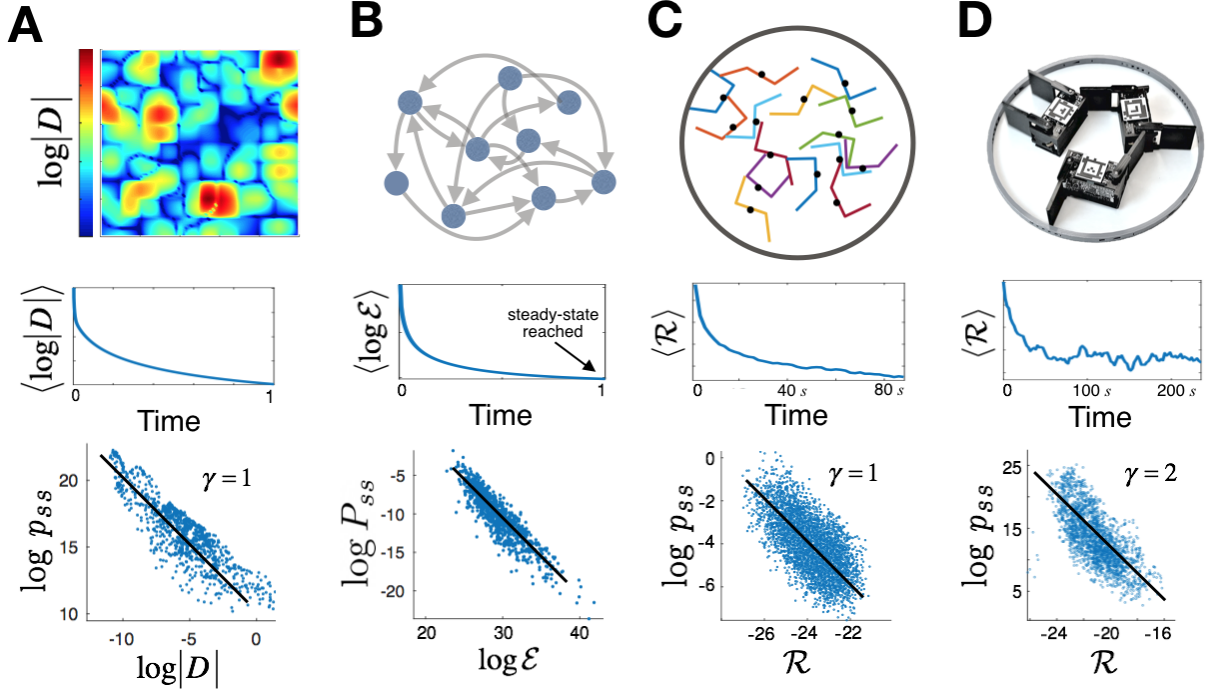 A
B
C
D
log|D|
⟨log|D|⟩
0
1
Time
⟨log ℰ⟩
steady-state
reached
0
1
Time
⟨ℛ⟩
0
40 s
80 s
Time
⟨ℛ⟩
0
100 s
200 s
Time
log p_ss
20
15
10
γ = 1
-10
-5
0
log|D|
log P_ss
-5
-10
-15
-20
20
30
40
log ℰ
log p_ss
0
-2
-4
-6
γ = 1
-26
-24
-22
ℛ
log p_ss
25
15
5
γ = 2
-24
-20
-16
ℛ